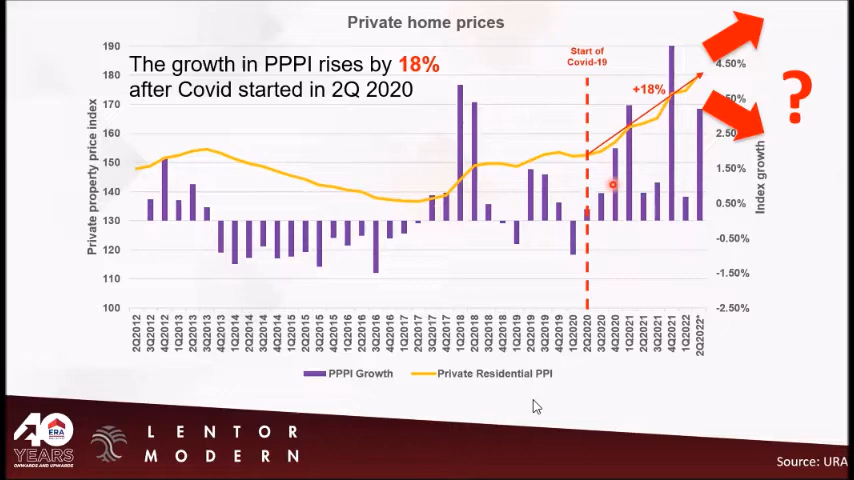 Private home prices
The growth in PPPI rises by 18%
after Covid started in 2Q 2020
Start of
Covid-19
+18%
?
Private property price index
190
180
170
160
150
140
130
120
110
100
4.50%
2.50
1.50%
0.50%
-0.50%
-1.50%
-2.50%
Index growth
2Q2012 3Q2012 4Q2012 1Q2013 2Q2013 3Q2013 4Q2013 1Q2014 2Q2014 3Q2014 4Q2014 1Q2015 2Q2015 3Q2015 4Q2015 1Q2016 2Q2016 3Q2016 4Q2016 1Q2017 2Q2017 3Q2017 4Q2017 1Q2018 2Q2018 3Q2018 4Q2018 1Q2019 2Q2019 3Q2019 4Q2019 1Q2020 2Q2020 3Q2020 4Q2020 1Q2021 2Q2021 3Q2021 4Q2021 1Q2022 2Q2022*
PPPI Growth
Private Residential PPI
40
ERA
YEARS
ONWARDS AND UPWARDS
LENTOR
MODERN
Source: URA